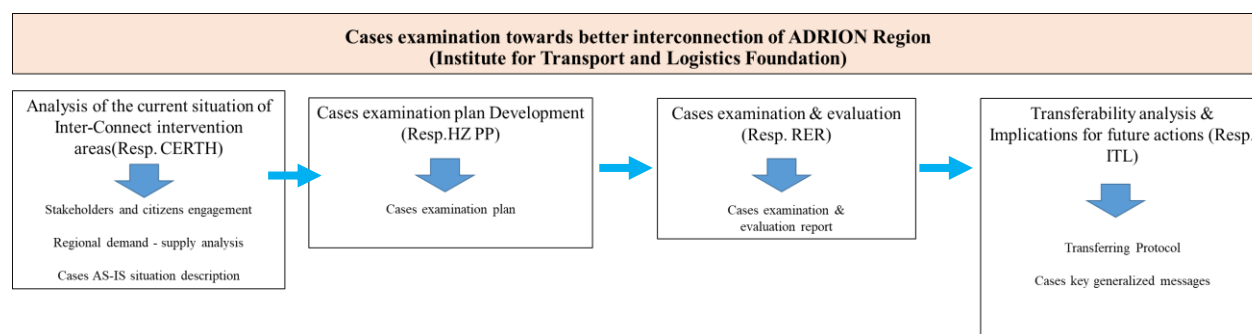 Cases examination towards better interconnection of ADRION Region
(Institute for Transport and Logistics Foundation)
Analysis of the current situation of
Inter-Connect intervention
areas(Resp. CERTH)
Stakeholders and citizens engagement
Regional demand - supply analysis
Cases AS-IS situation description
Cases examination plan Development
(Resp.HZ PP)
Cases examination plan
Cases examination & evaluation
(Resp. RER)
Cases examination &
evaluation report
Transferability analysis &
Implications for future actions (Resp.
ITL)
Transferring Protocol
Cases key generalized messages